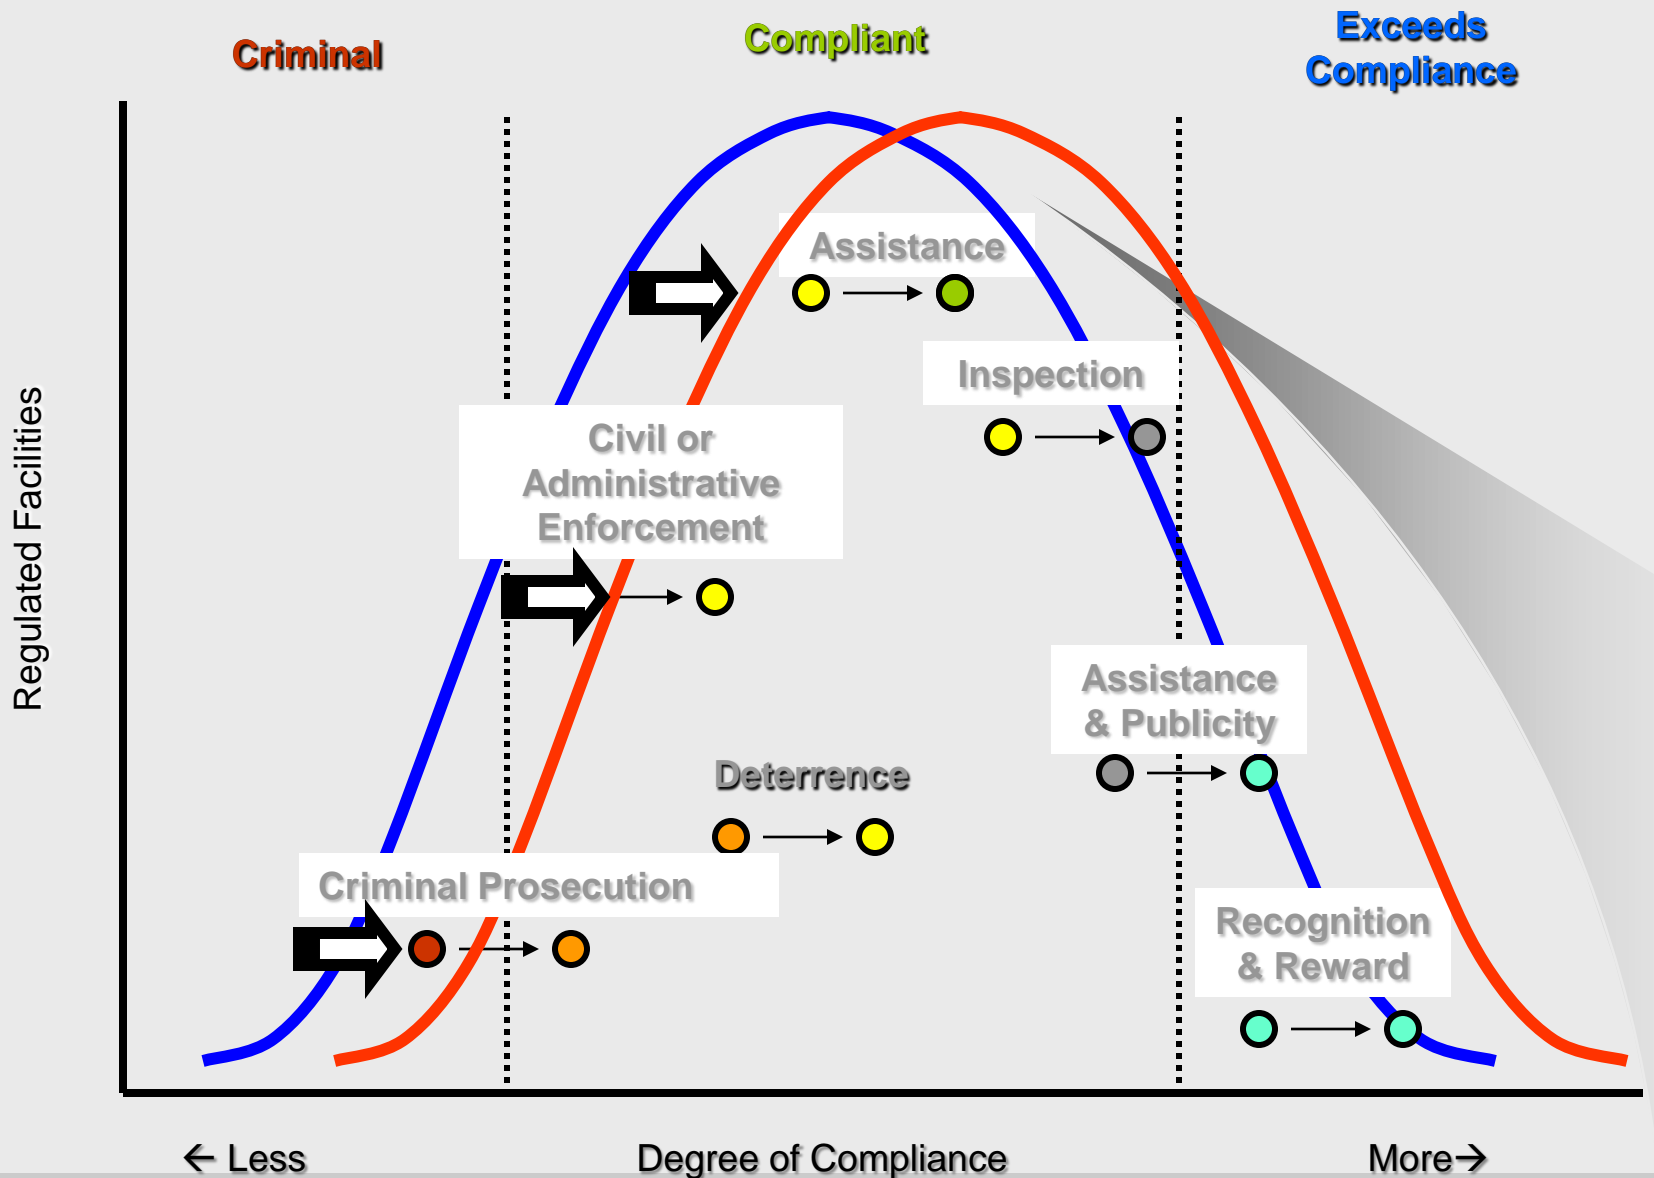 Criminal
Compliant
Exceeds
Compliance
Regulated Facilities
Assistance
Inspection
Civil or
Administrative
Enforcement
Assistance
& Publicity
Deterrence
Criminal Prosecution
Recognition
& Reward
← Less
Degree of Compliance
More→